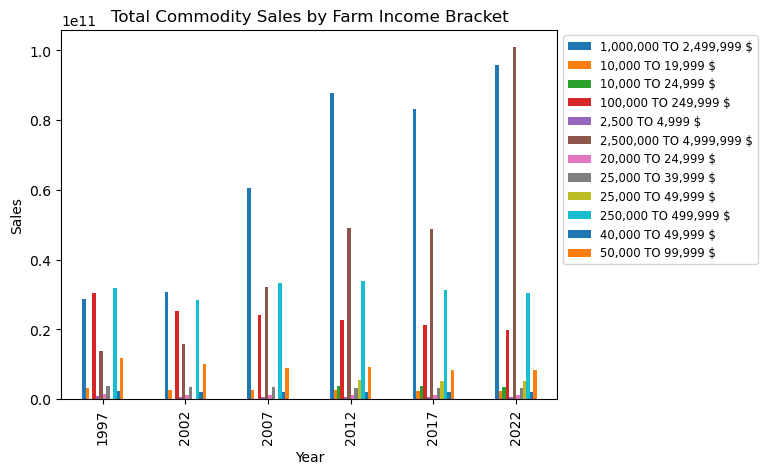 Total Commodity Sales by Farm Income Bracket
1e11
1.0
0.8
0.6
0.4
0.2
0.0
Sales
1997
2002
2007
2012
2017
2022
Year
1,000,000 TO 2,499,999 $
10,000 TO 19,999 $
10,000 TO 24,999 $
100,000 TO 249,999 $
2,500 TO 4,999 $
2,500,000 TO 4,999,999 $
20,000 TO 24,999 $
25,000 TO 39,999 $
25,000 TO 49,999 $
250,000 TO 499,999 $
40,000 TO 49,999 $
50,000 TO 99,999 $